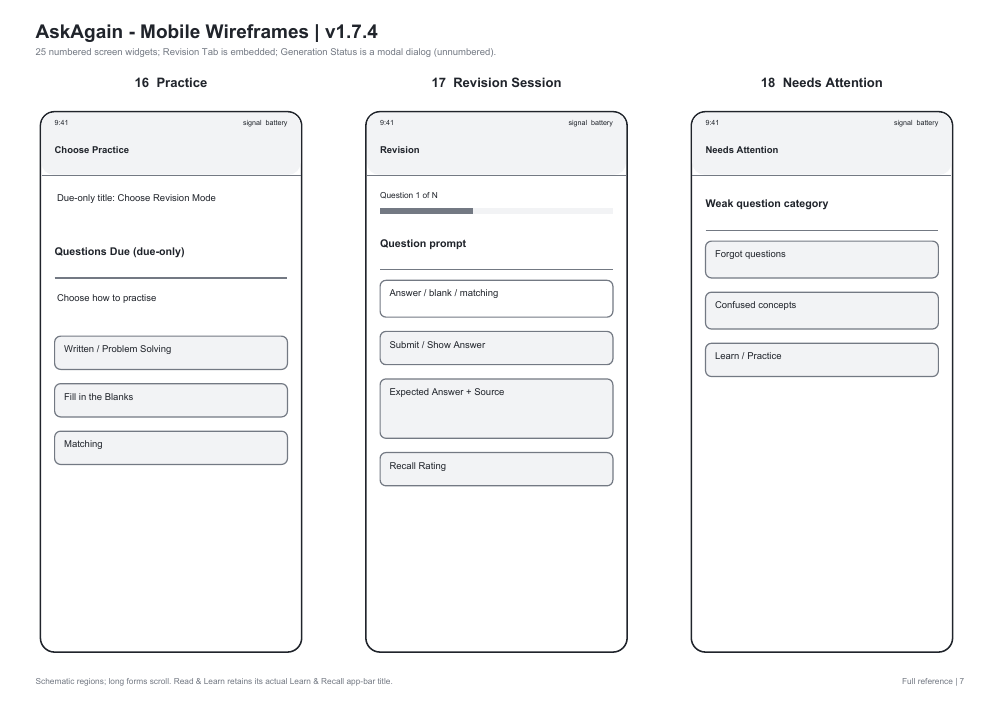 AskAgain - Mobile Wireframes | v1.7.4
25 numbered screen widgets; Revision Tab is embedded; Generation Status is a modal dialog (unnumbered).
16 Practice
9:41 signal battery
Choose Practice
Due-only title: Choose Revision Mode
Questions Due (due-only)
Choose how to practise
Written / Problem Solving
Fill in the Blanks
Matching
17 Revision Session
9:41 signal battery
Revision
Question 1 of N
Question prompt
Answer / blank / matching
Submit / Show Answer
Expected Answer + Source
Recall Rating
18 Needs Attention
9:41 signal battery
Needs Attention
Weak question category
Forgot questions
Confused concepts
Learn / Practice
Schematic regions; long forms scroll. Read & Learn retains its actual Learn & Recall app-bar title.
Full reference | 7